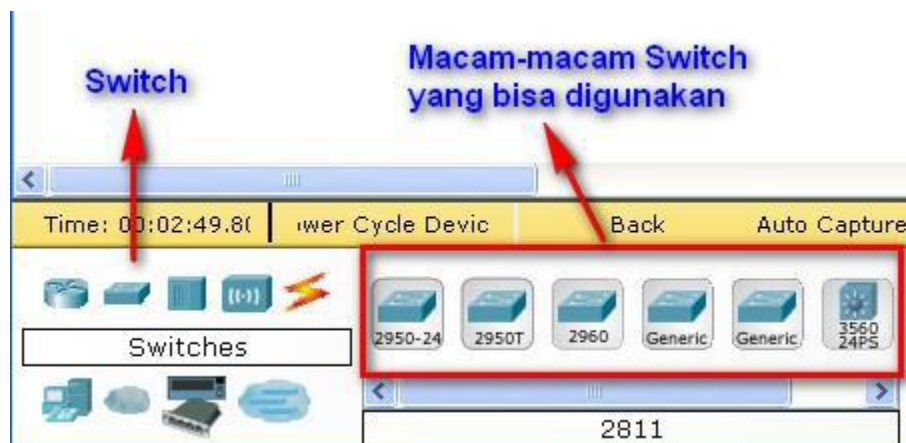 Switch
Macam-macam Switch
yang bisa digunakan
Time: 00:02:49.8(
wer Cycle Devic
Back
Auto Capture
2950-24
2950T
2960
Generic
Generic
3560
24PS
Switches
2811